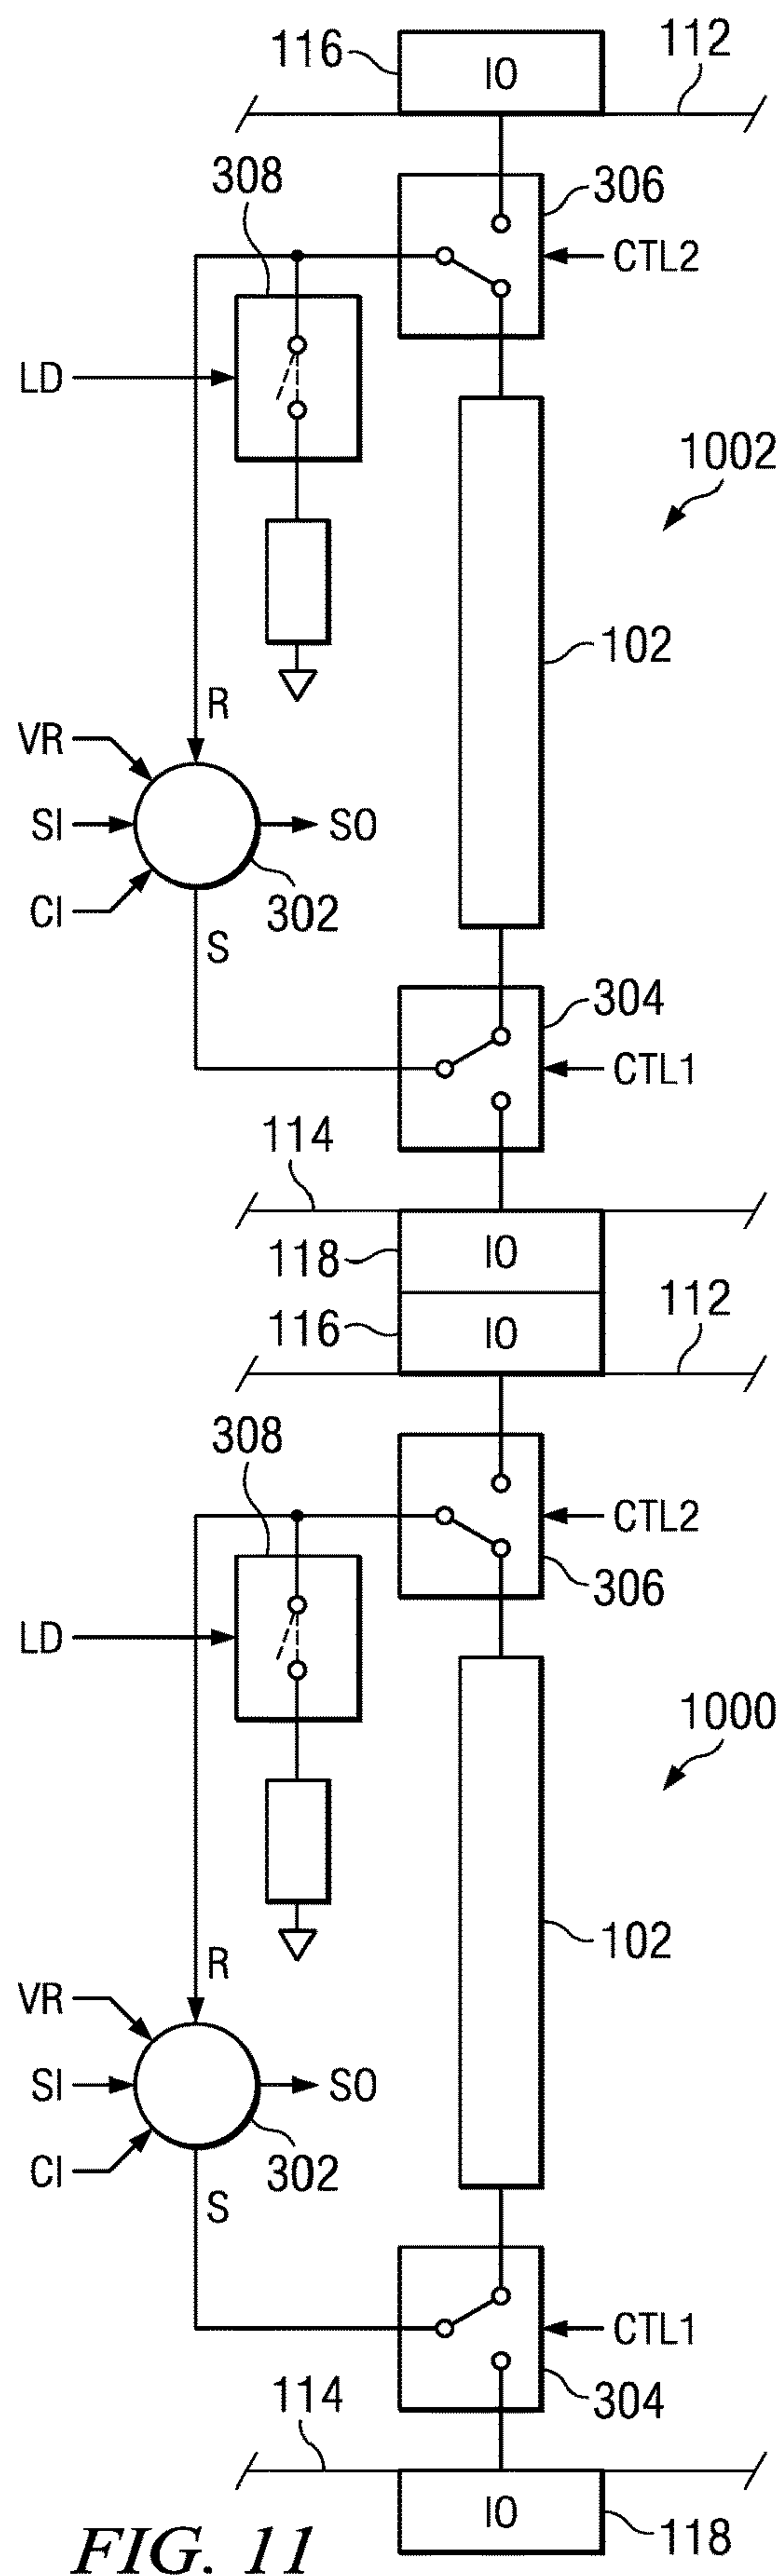 116 IO 112
308 306
CTL2
LD
1002
102
R
VR
SI SO
CI 302
S
304
CTL1
114
118 IO
116 IO 112
308
CTL2
306
LD
1000
102
R
VR
SI SO
CI 302
S
CTL1
304
114
IO
118
FIG. 11